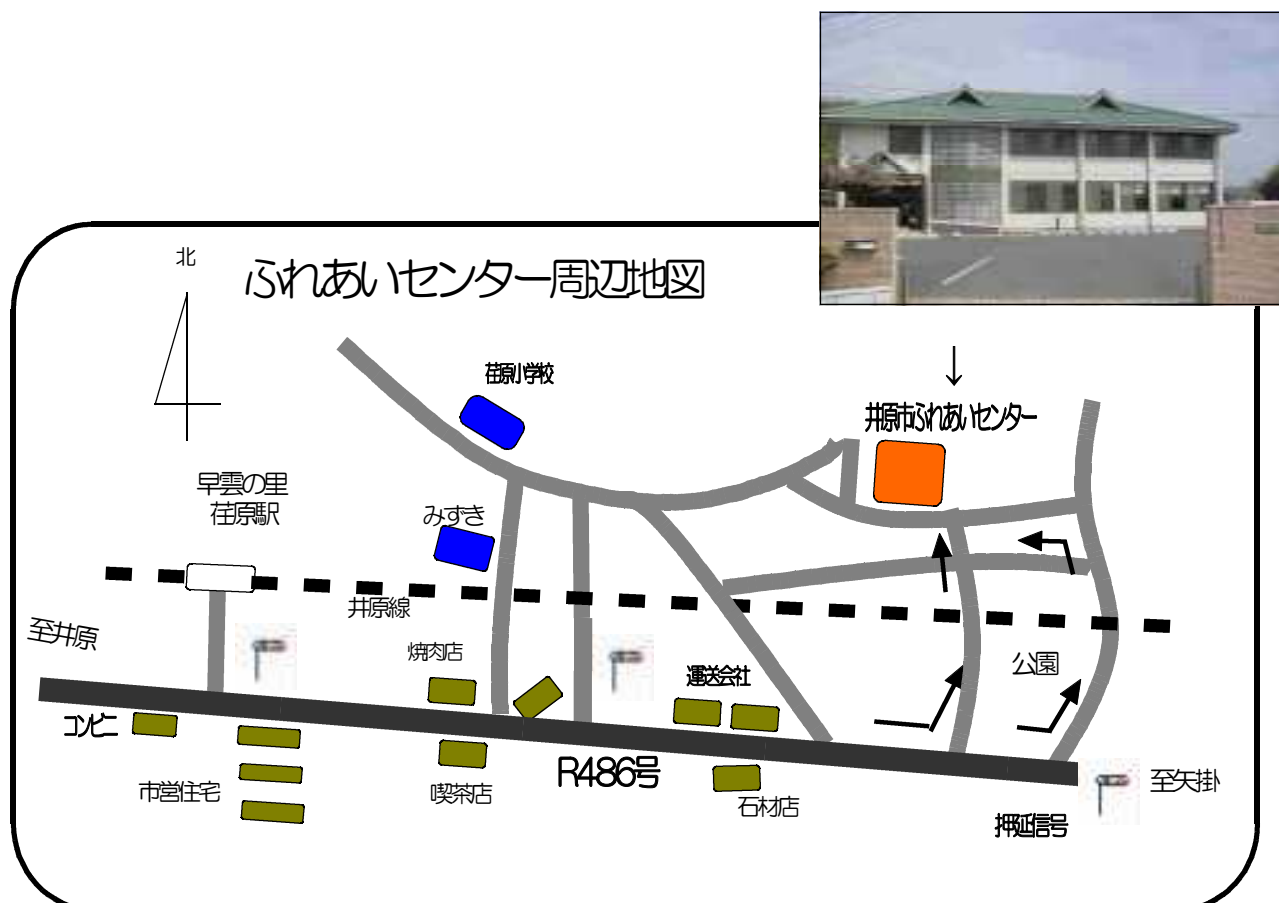 北
ふれあいセンター周辺地図
荏原小学校
↓
井原市ふれあいセンター
早雲の里
荏原駅
みずき
井原線
至井原
焼肉店
運送会社
公園
コンビニ
R486号
市営住宅
喫茶店
石材店
至矢掛
押延信号